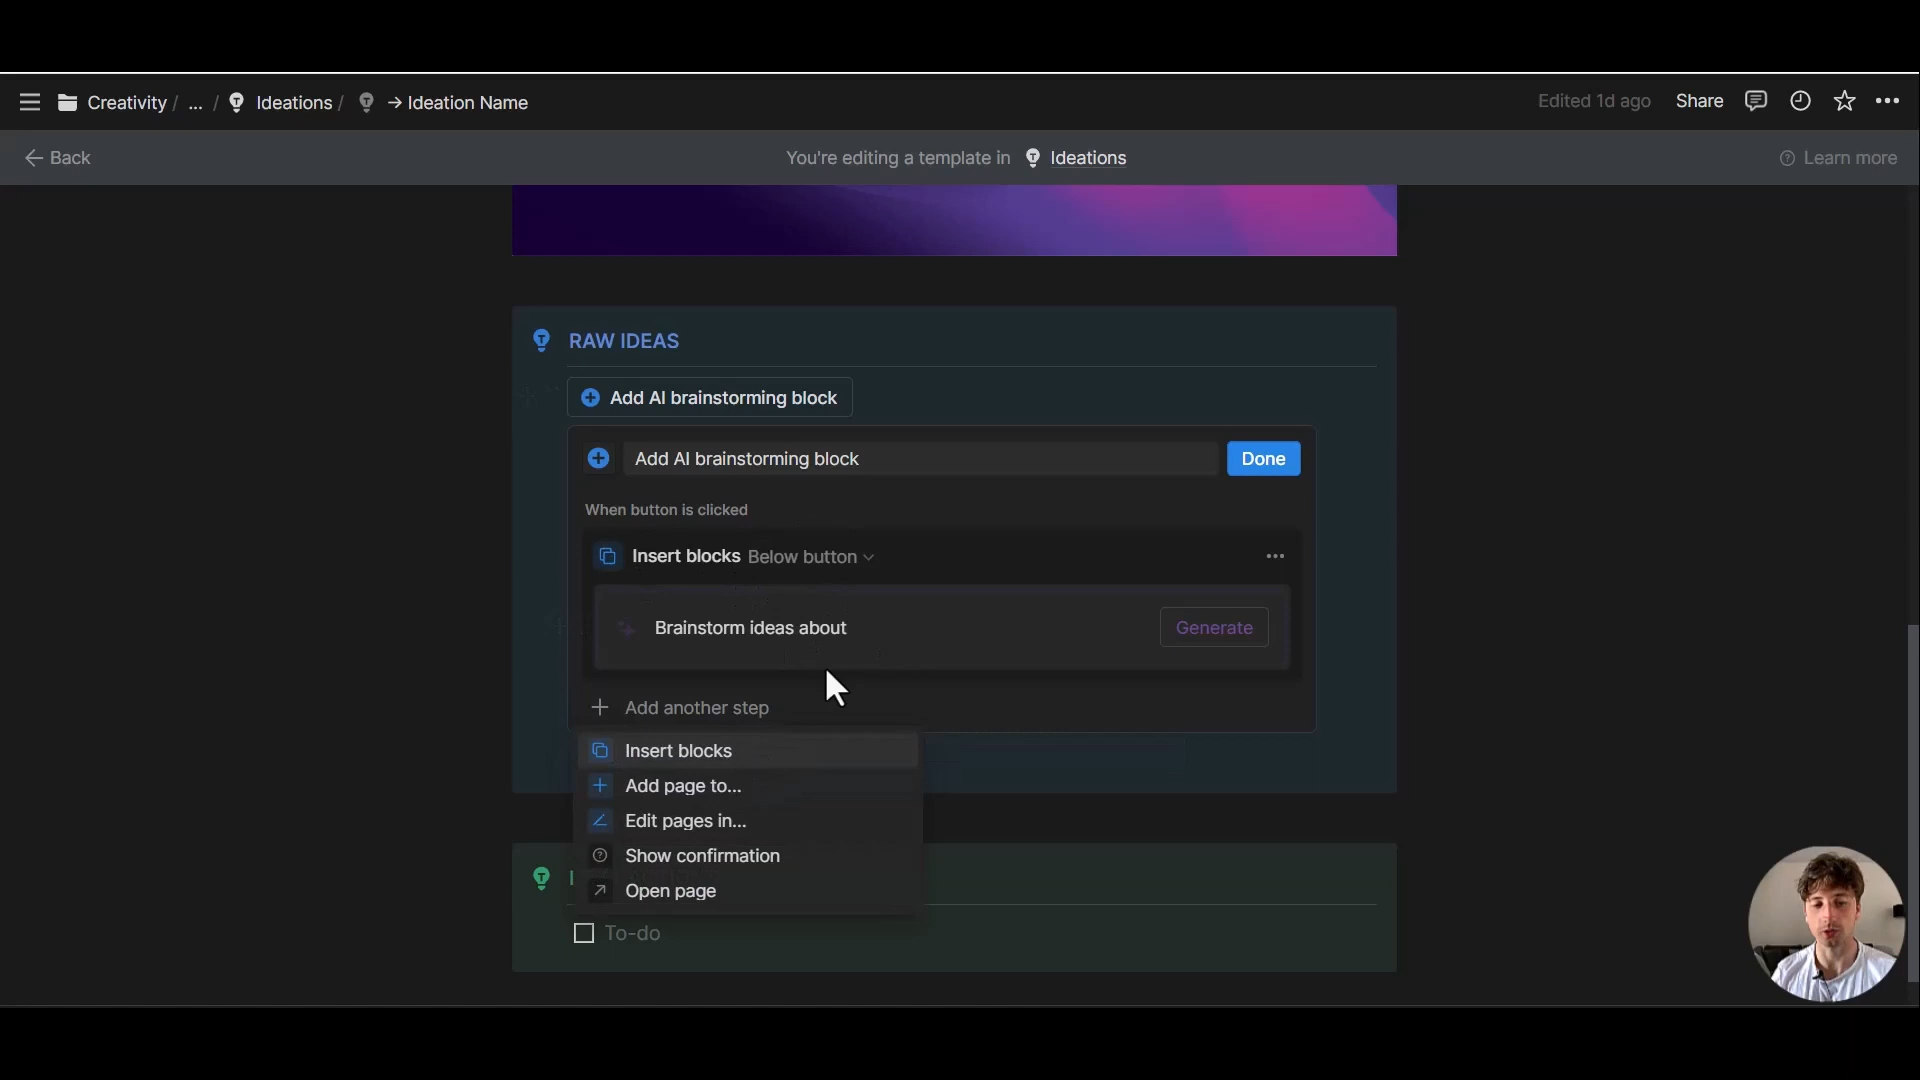 Creativity / ... / Ideations / → Ideation Name
Edited 1d ago Share
← Back
You're editing a template in Ideations
Learn more
RAW IDEAS
Add AI brainstorming block
Add AI brainstorming block
Done
When button is clicked
Insert blocks Below button
Brainstorm ideas about
Generate
Add another step
Insert blocks
Add page to...
Edit pages in...
Show confirmation
Open page
To-do